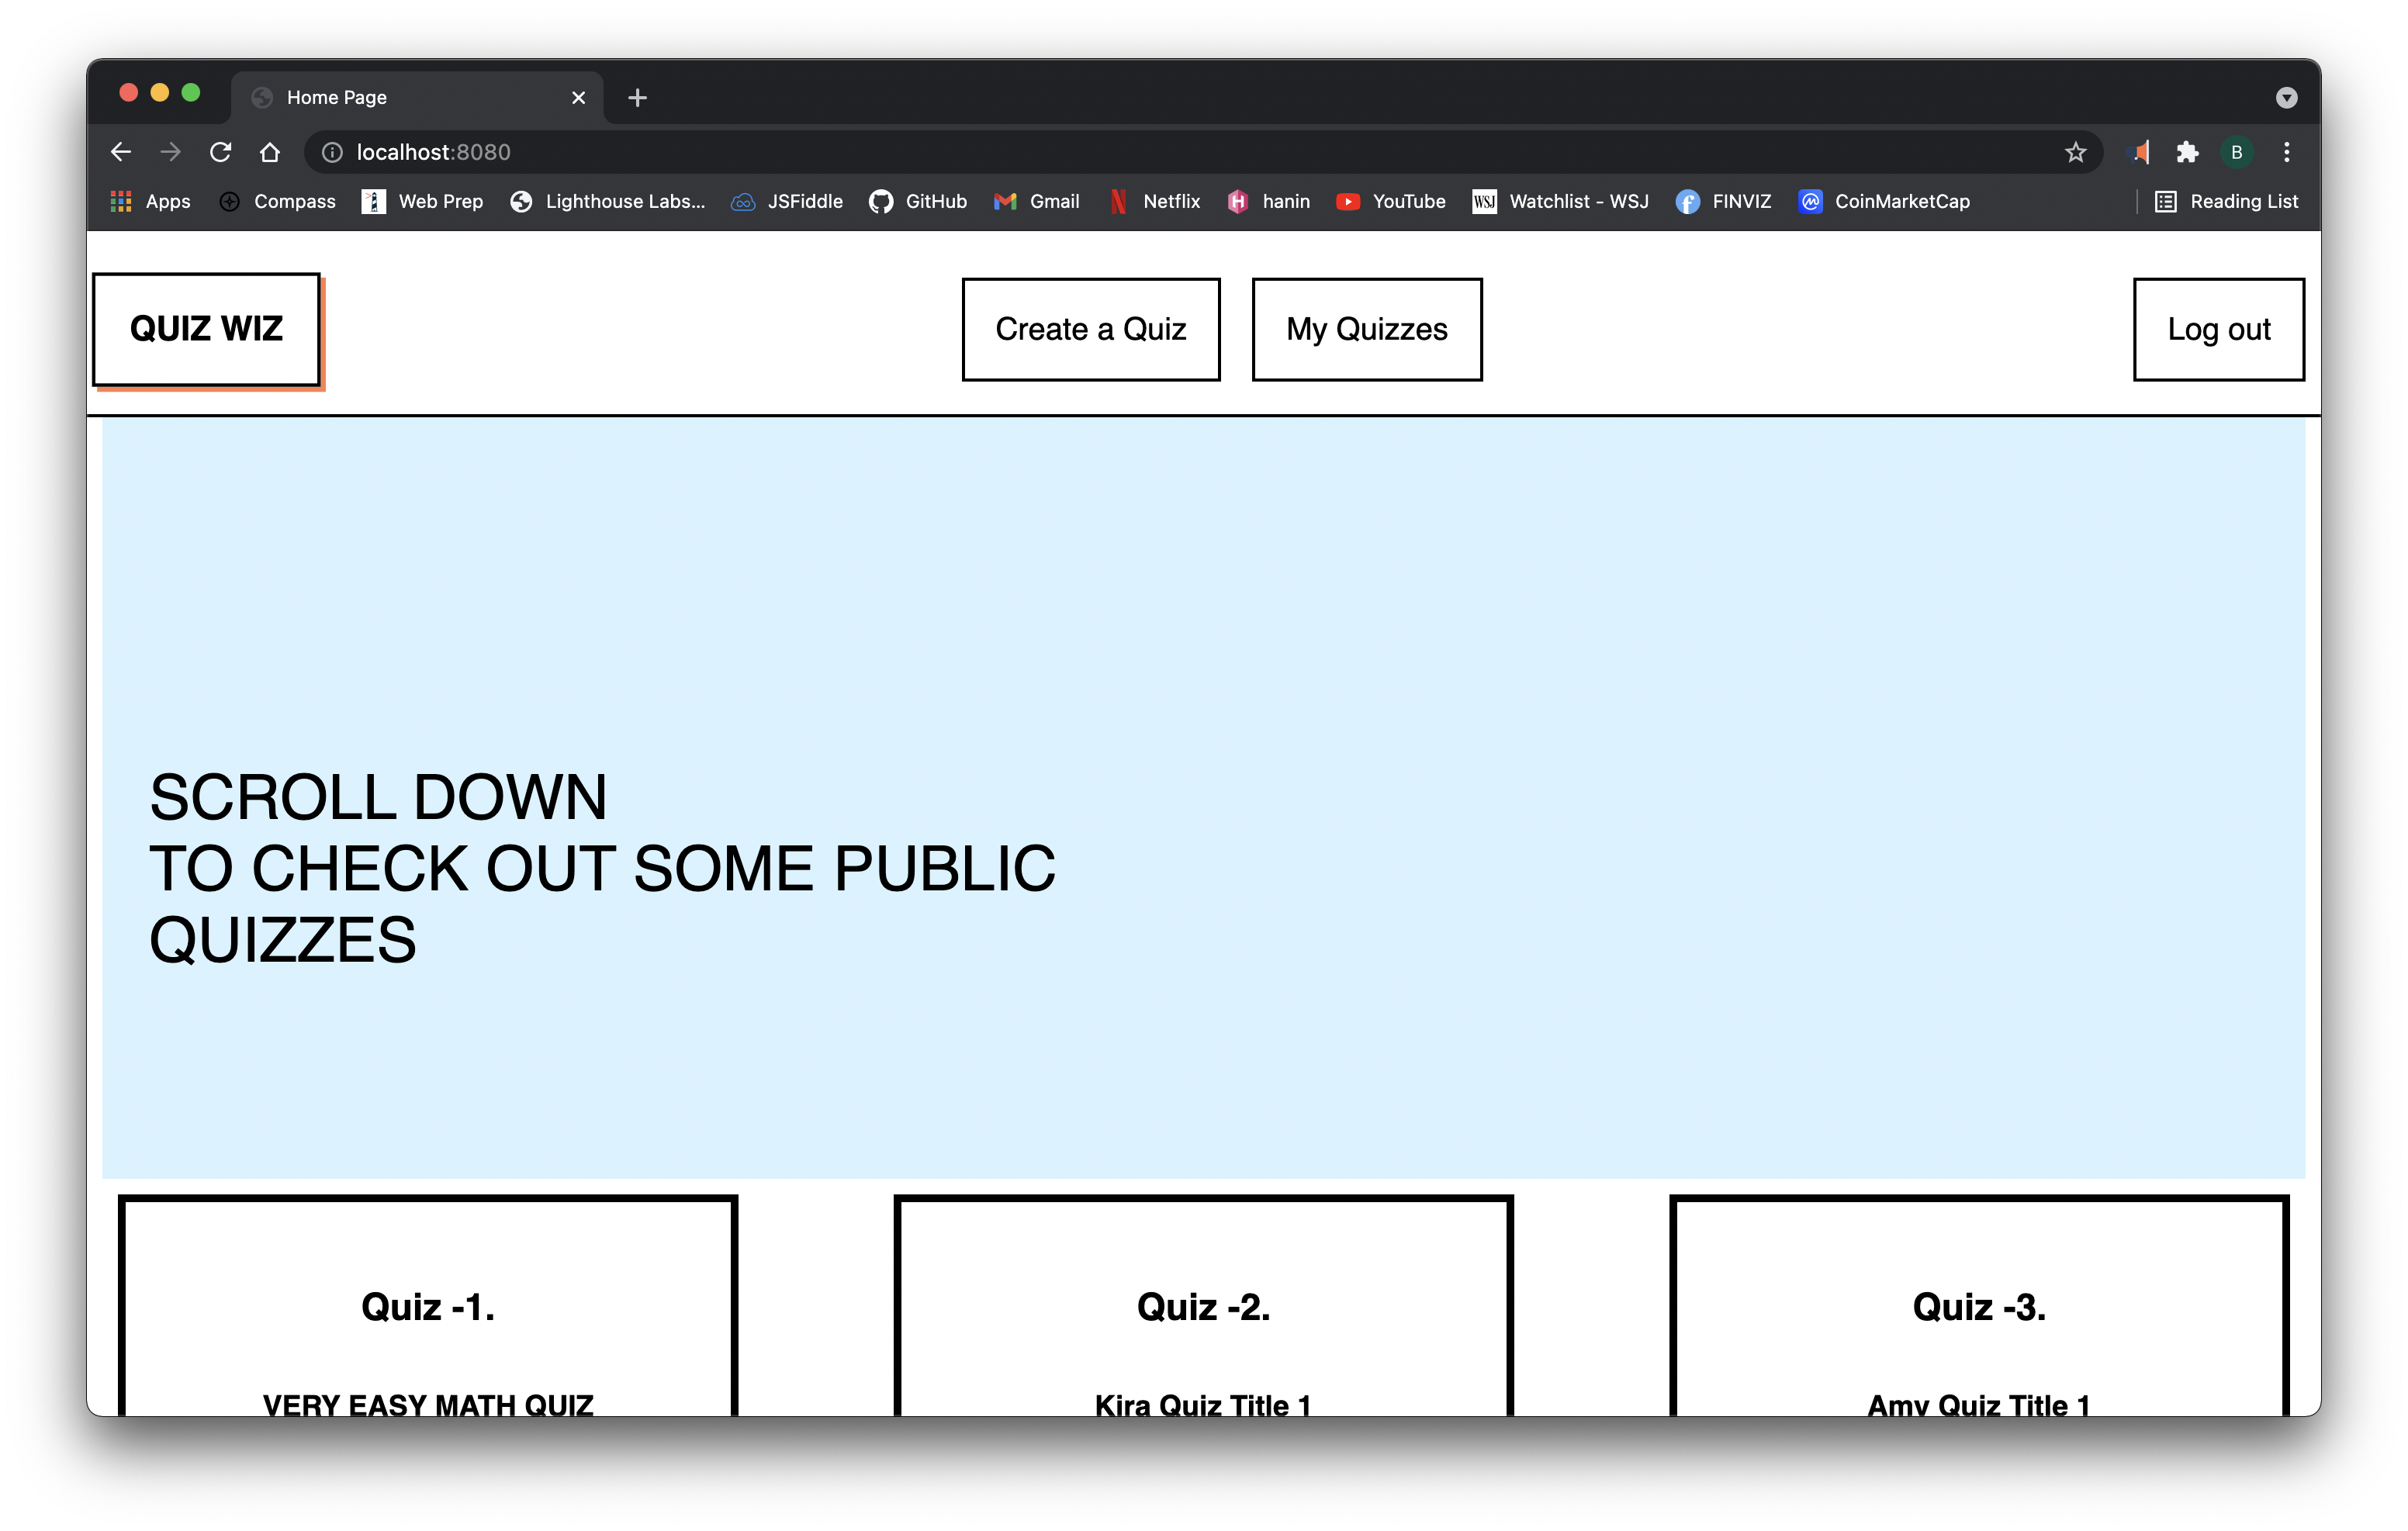 Home Page
localhost:8080
Apps Compass Web Prep Lighthouse Labs... JSFiddle GitHub Gmail Netflix hanin YouTube WSJ Watchlist - WSJ FINVIZ CoinMarketCap Reading List
B
QUIZ WIZ Create a Quiz My Quizzes Log out
SCROLL DOWN
TO CHECK OUT SOME PUBLIC
QUIZZES
Quiz -1. Quiz -2. Quiz -3.
VERY EASY MATH QUIZ Kira Quiz Title 1 Amy Quiz Title 1